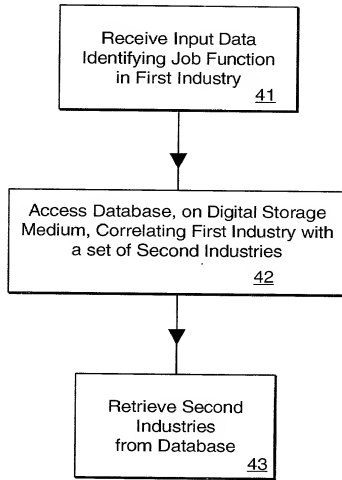 Receive Input Data
Identifying Job Function
in First Industry
41
Access Database, on Digital Storage
Medium, Correlating First Industry with
a set of Second Industries
42
Retrieve Second
Industries
from Database
43